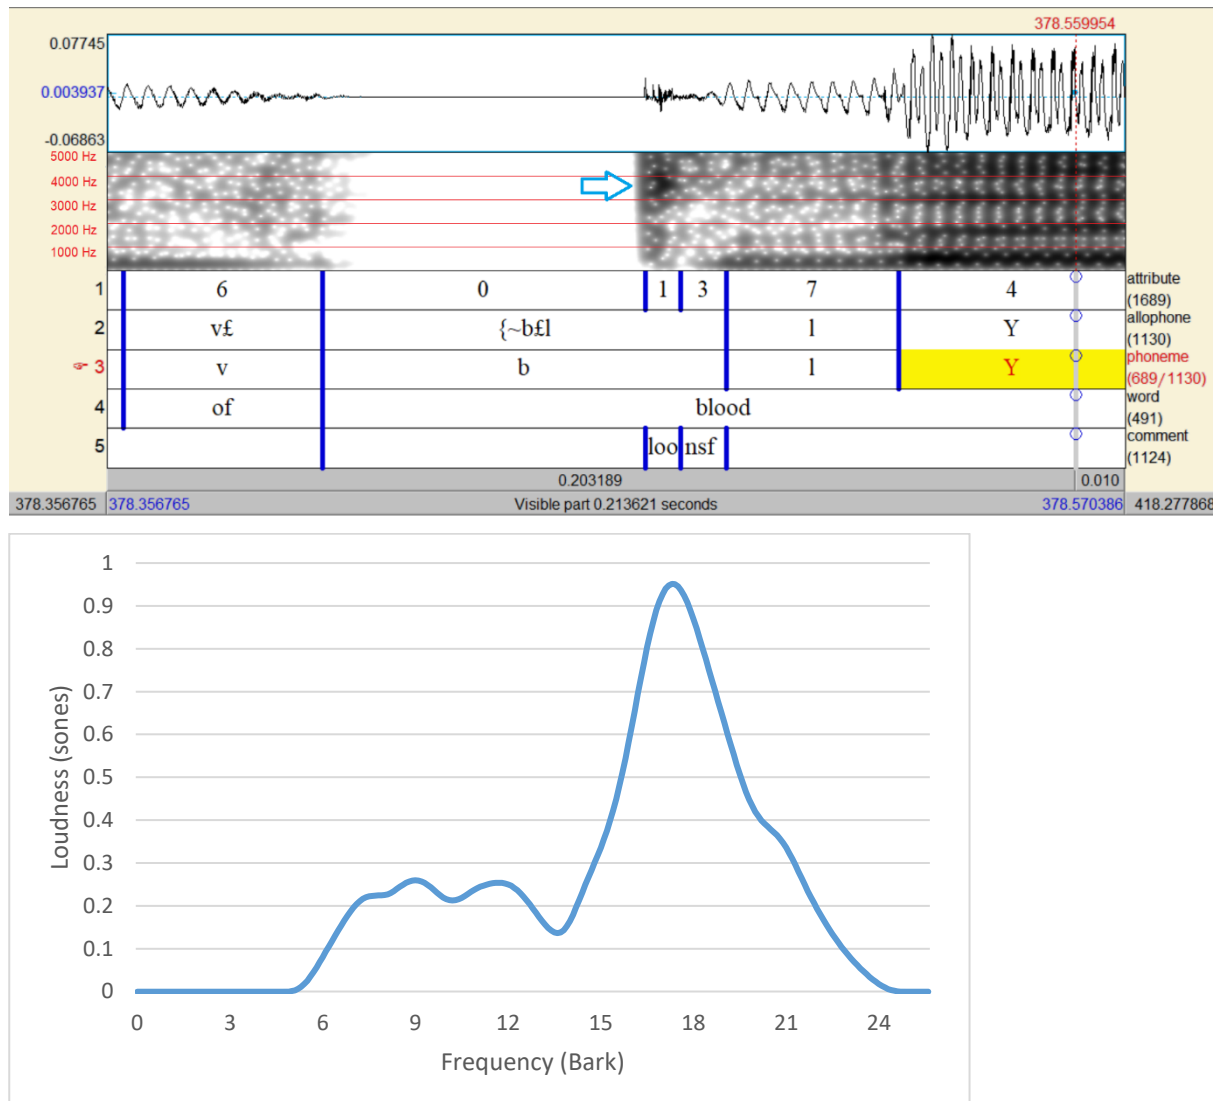 378.559954
0.07745
0.003937
-0.06863
5000 Hz
4000 Hz
3000 Hz
2000 Hz
1000 Hz
1 6 0 1 3 7 4 attribute (1689)
2 v£ {~b£l l Y allophone (1130)
3 v b l Y phoneme (689/1130)
4 of blood word (491)
5 loo nsf comment (1124)
0.203189 0.010
378.356765 378.356765 Visible part 0.213621 seconds 378.570386 418.277868
1
0.9
0.8
0.7
0.6
0.5
0.4
0.3
0.2
0.1
0
Loudness (sones)
0 3 6 9 12 15 18 21 24
Frequency (Bark)